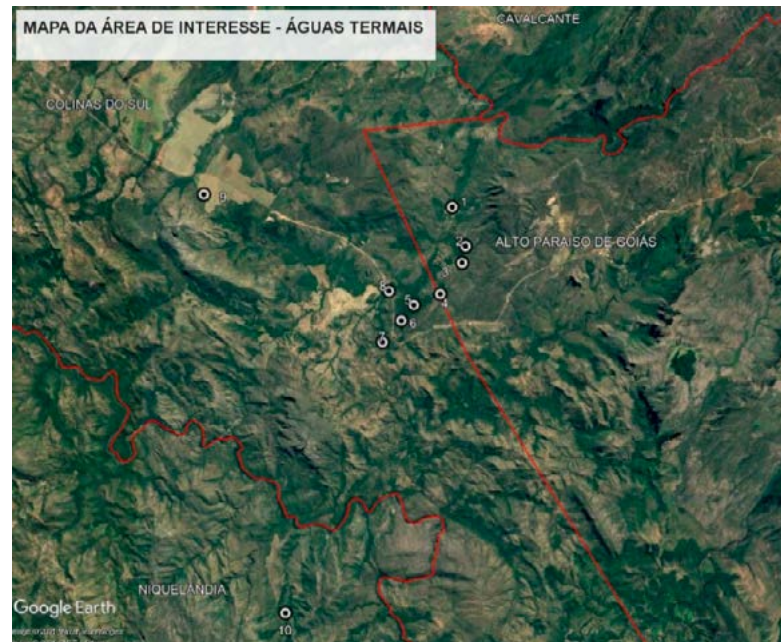 MAPA DA ÁREA DE INTERESSE - ÁGUAS TERMAIS
CAVALCANTE
COLINAS DO SUL
9
1
2
ALTO PARAISO DE GOIÁS
3
4
8
5
6
7
NIQUELANDIA
Google Earth
10